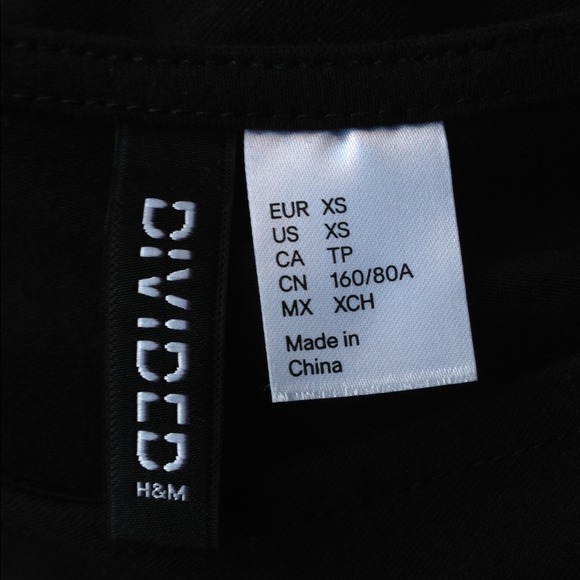 DIVIDED
H&M
EUR XS
US XS
CA TP
CN 160/80A
MX XCH
Made in
China